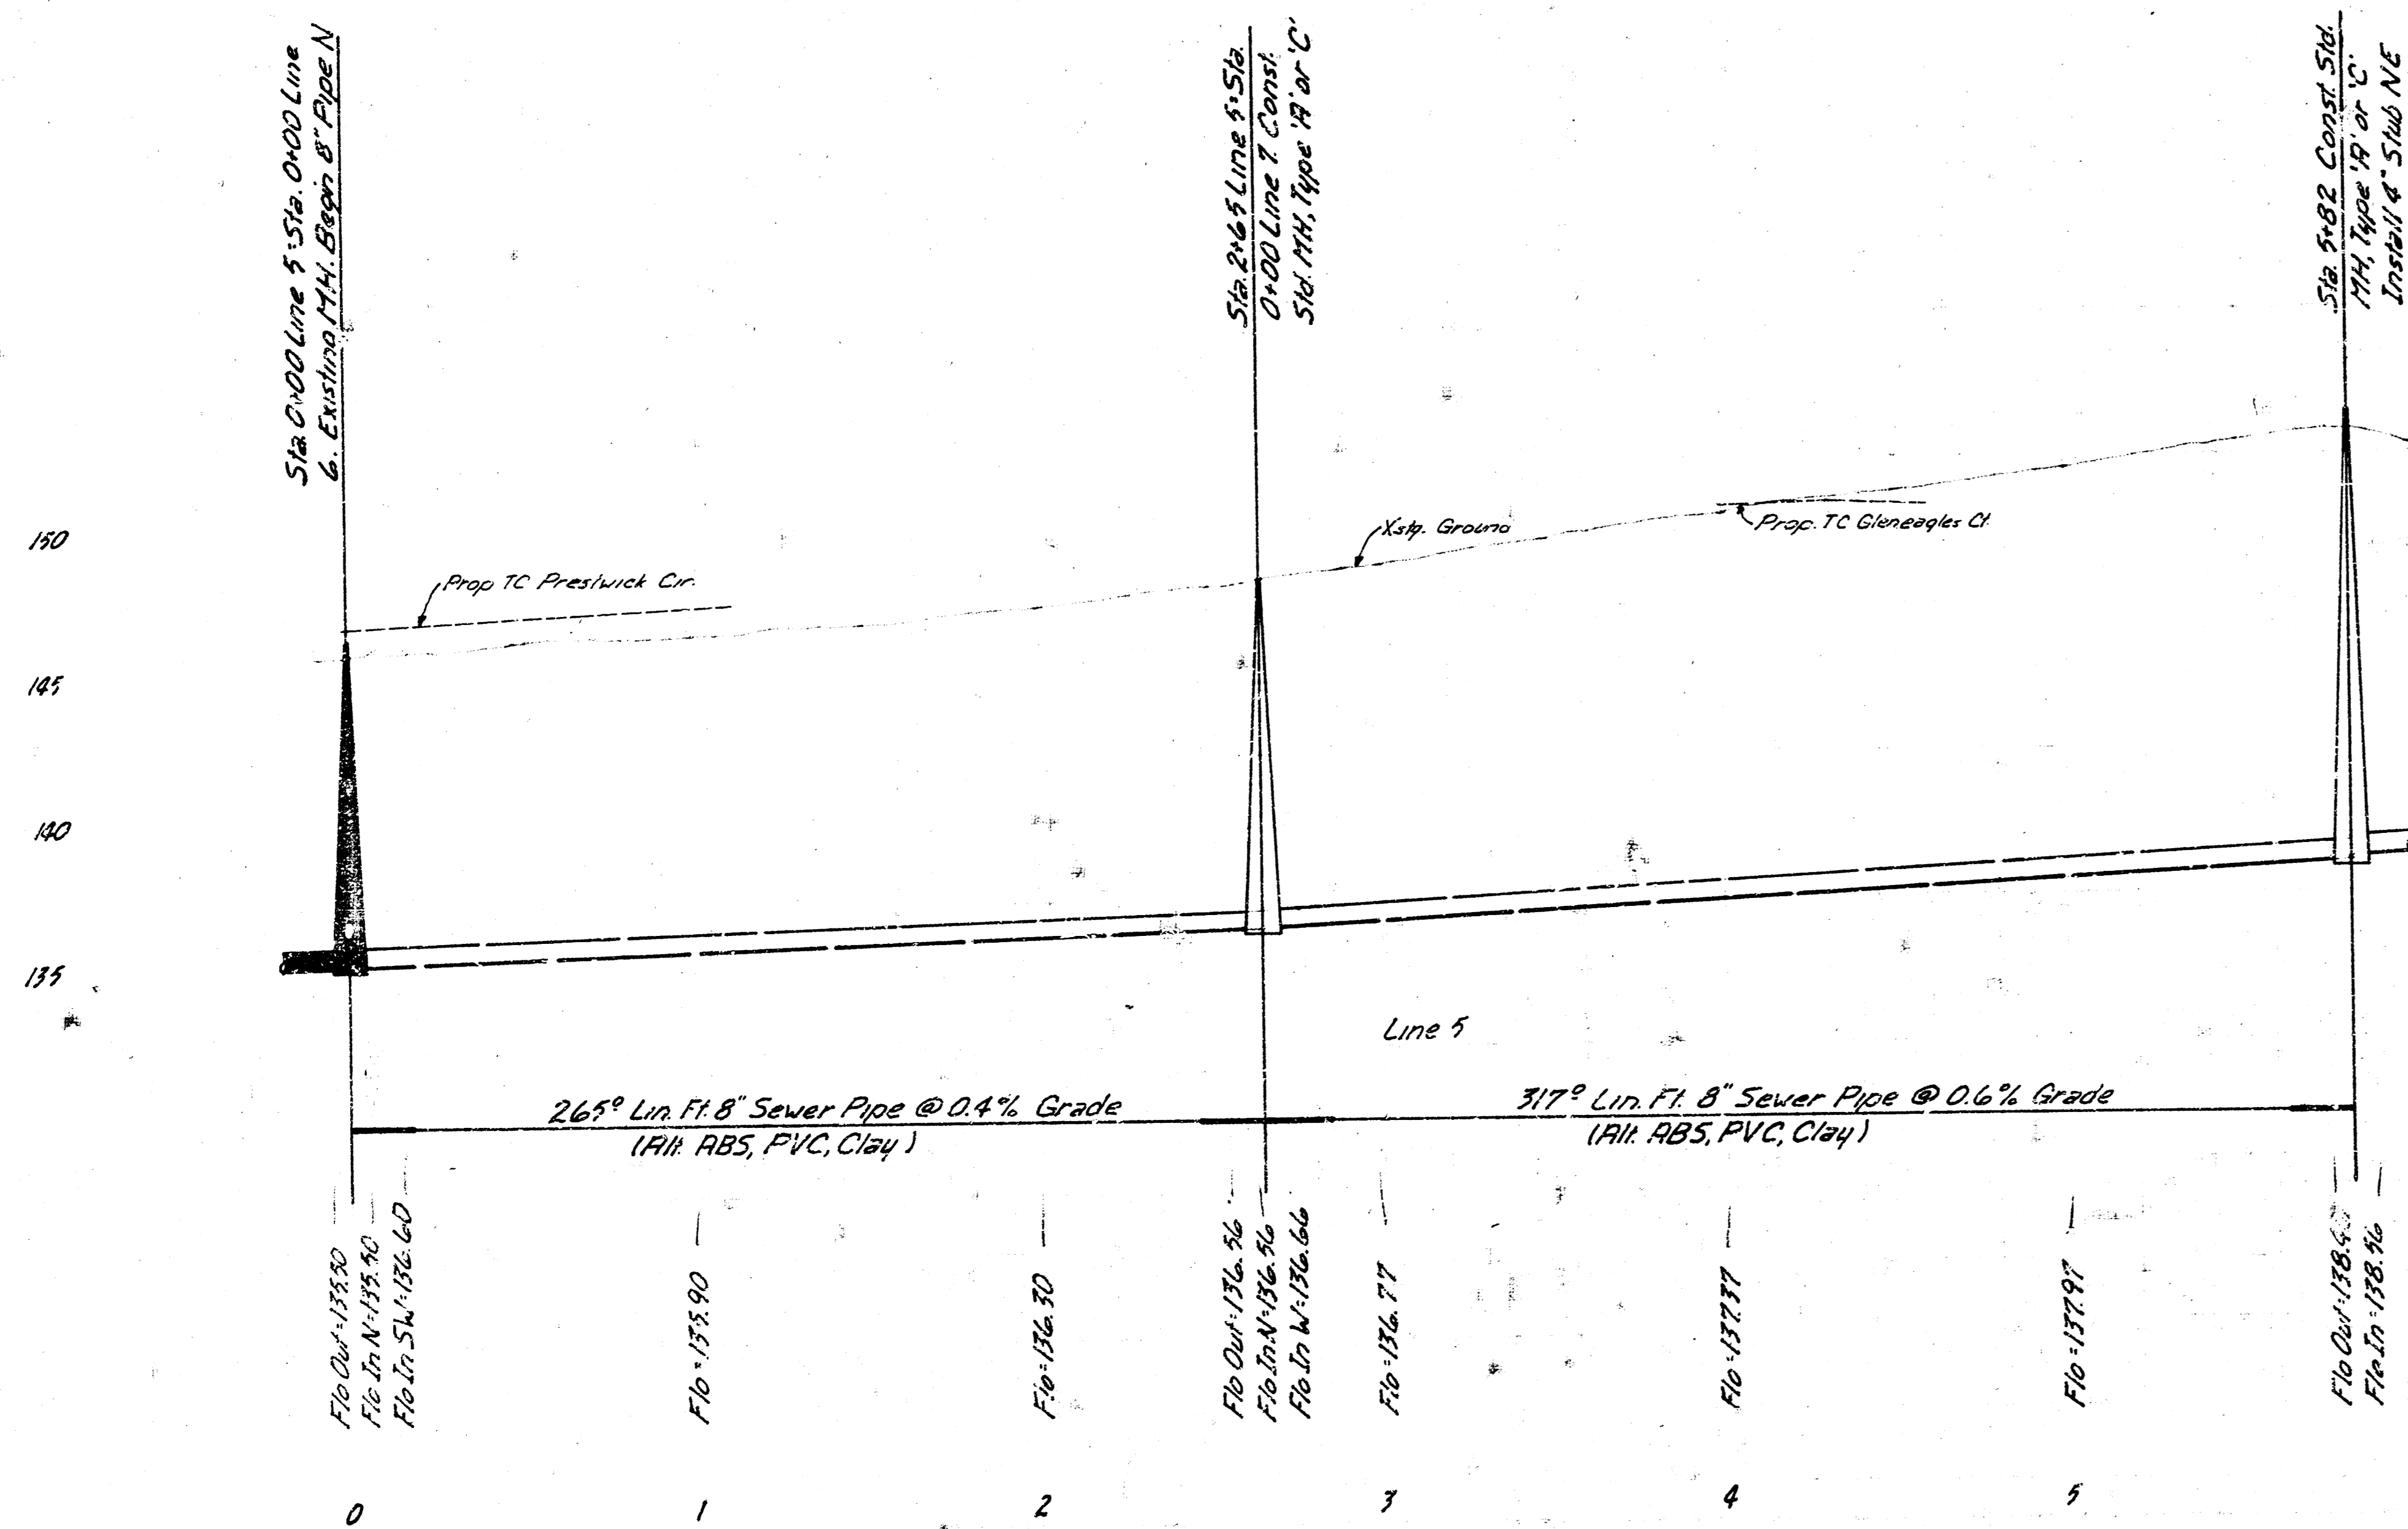 Sta. 0+00 Line 5 = Sta. 0+00 Line
6. Existing MH. Begin 8" Pipe N
Sta. 2+65 Line 5 = Sta.
0+00 Line 7. Const.
Std. MH, Type 'A' or 'C'
Sta. 5+82 Const. Std.
MH, Type 'A' or 'C'
Install 4" Stub NE
150
145
140
135
Prop TC Prestwick Cir.
Xstg. Ground
Prop. TC Gleneagles Ct.
Line 5
265º Lin. Ft. 8" Sewer Pipe @ 0.4% Grade
(Alt. ABS, PVC, Clay)
317º Lin. Ft. 8" Sewer Pipe @ 0.6% Grade
(Alt. ABS, PVC, Clay)
Flo Out = 135.50
Flo In N = 135.50
Flo In SW = 136.60
Flo = 135.90
Flo = 136.30
Flo Out = 136.56
Flo In N = 136.56
Flo In W = 136.66
Flo = 136.77
Flo = 137.37
Flo = 137.97
Flo Out =
Flo In = 138.56
0
1
2
3
4
5